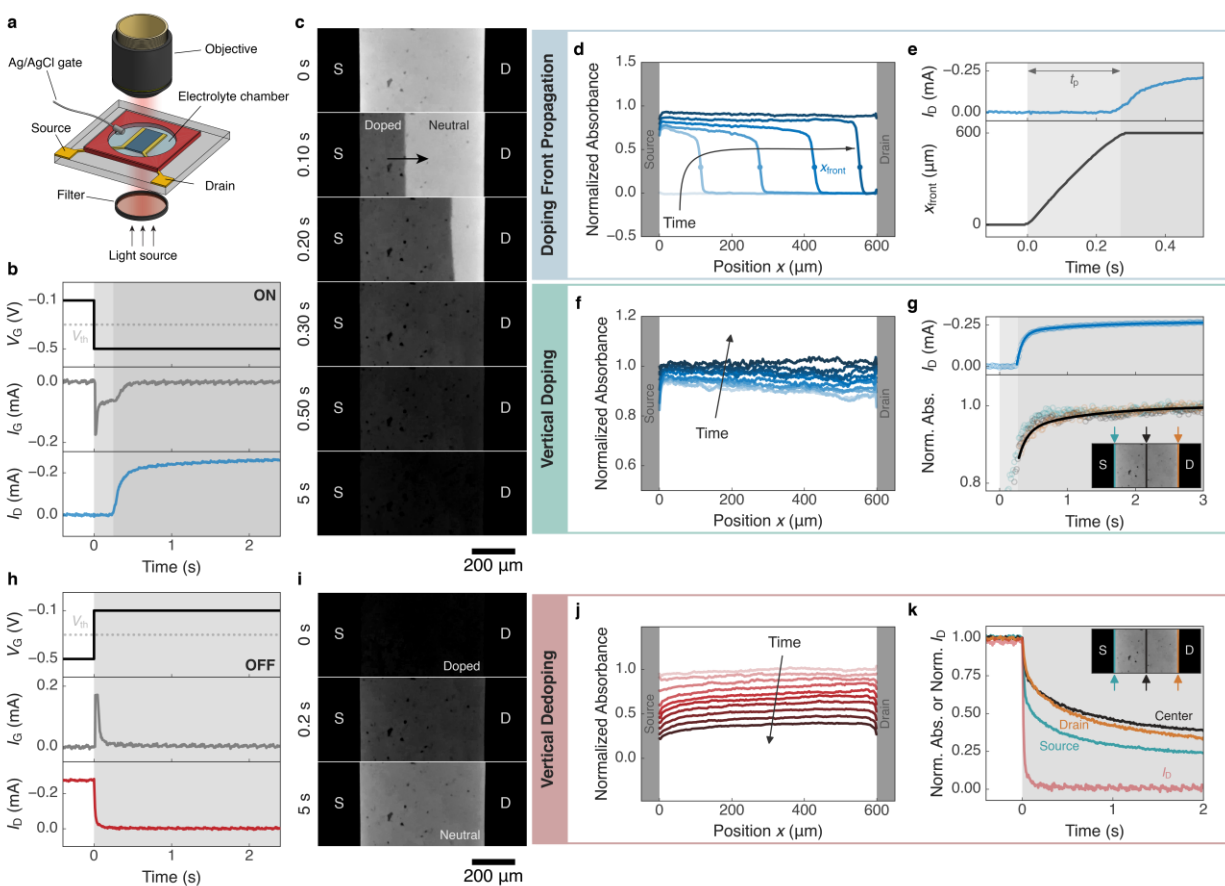 a
Objective
Ag/AgCl gate
Electrolyte chamber
Source
Drain
Filter
Light source
b
ON
−0.1
−0.5
V_G (V)
V_th
0.0
0.2
I_G (mA)
−0.2
0.0
I_D (mA)
0
1
2
Time (s)
c
0 s
S
D
0.10 s
Doped
Neutral
S
D
0.20 s
S
D
0.30 s
S
D
0.50 s
S
D
5 s
S
D
200 µm
Doping Front Propagation
d
1.5
1.0
0.5
0.0
−0.5
Normalized Absorbance
Source
Drain
x_front
Time
0
200
400
600
Position x (µm)
e
−0.25
0.00
I_D (mA)
t_p
600
0
x_front (µm)
0.0
0.2
0.4
Time (s)
Vertical Doping
f
1.2
1.0
0.8
0.6
Normalized Absorbance
Source
Drain
Time
0
200
400
600
Position x (µm)
g
−0.25
0.00
I_D (mA)
1.0
0.8
Norm. Abs.
S
D
0
1
2
3
Time (s)
h
−0.1
−0.5
V_G (V)
V_th
OFF
0.2
0.0
I_G (mA)
−0.2
0.0
I_D (mA)
0
1
2
Time (s)
i
0 s
S
D
Doped
0.2 s
S
D
5 s
S
D
Neutral
200 µm
Vertical Dedoping
j
1.0
0.5
0.0
Normalized Absorbance
Source
Drain
Time
0
200
400
600
Position x (µm)
k
1.00
0.75
0.50
0.25
0.00
Norm. Abs. or Norm. I_D
S
D
Center
Drain
Source
I_D
0
1
2
Time (s)